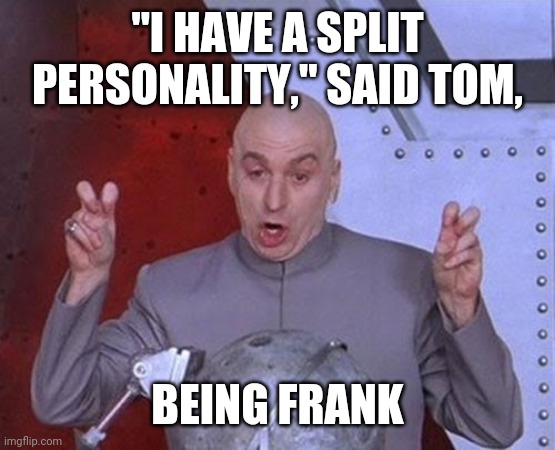 "I HAVE A SPLIT
PERSONALITY," SAID TOM,
BEING FRANK
imgflip.com